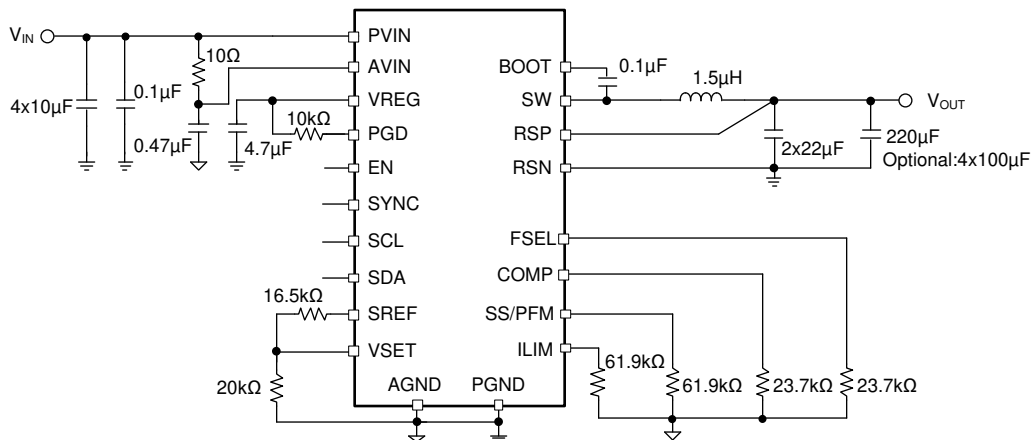 VIN
4x10µF
0.1µF
10Ω
0.47µF
4.7µF
10kΩ
16.5kΩ
20kΩ
PVIN
AVIN
VREG
PGD
EN
SYNC
SCL
SDA
SREF
VSET
AGND
PGND
BOOT
SW
RSP
RSN
FSEL
COMP
SS/PFM
ILIM
0.1µF
1.5µH
VOUT
2x22µF
220µF
Optional:4x100µF
61.9kΩ
61.9kΩ
23.7kΩ
23.7kΩ